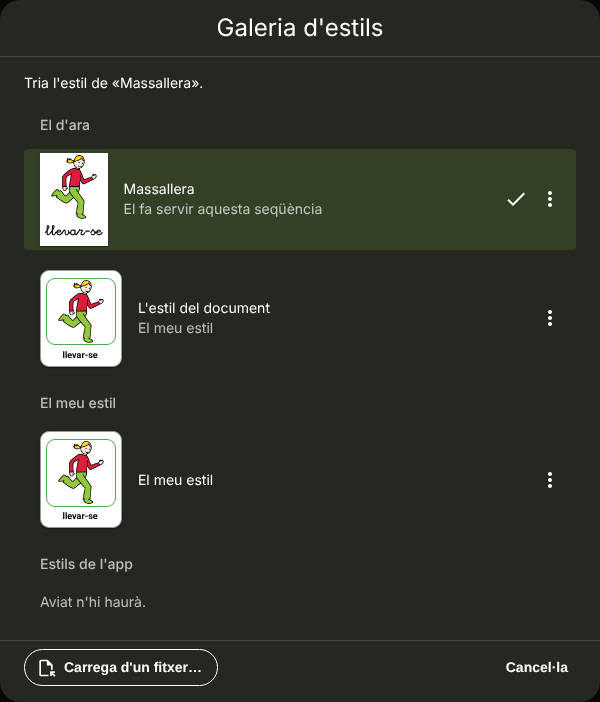 Galeria d'estils
Tria l'estil de «Massallera».
El d'ara
llevar-se
Massallera
El fa servir aquesta seqüència
llevar-se
L'estil del document
El meu estil
El meu estil
llevar-se
El meu estil
Estils de l'app
Aviat n'hi haurà.
Carrega d'un fitxer...
Cancel·la